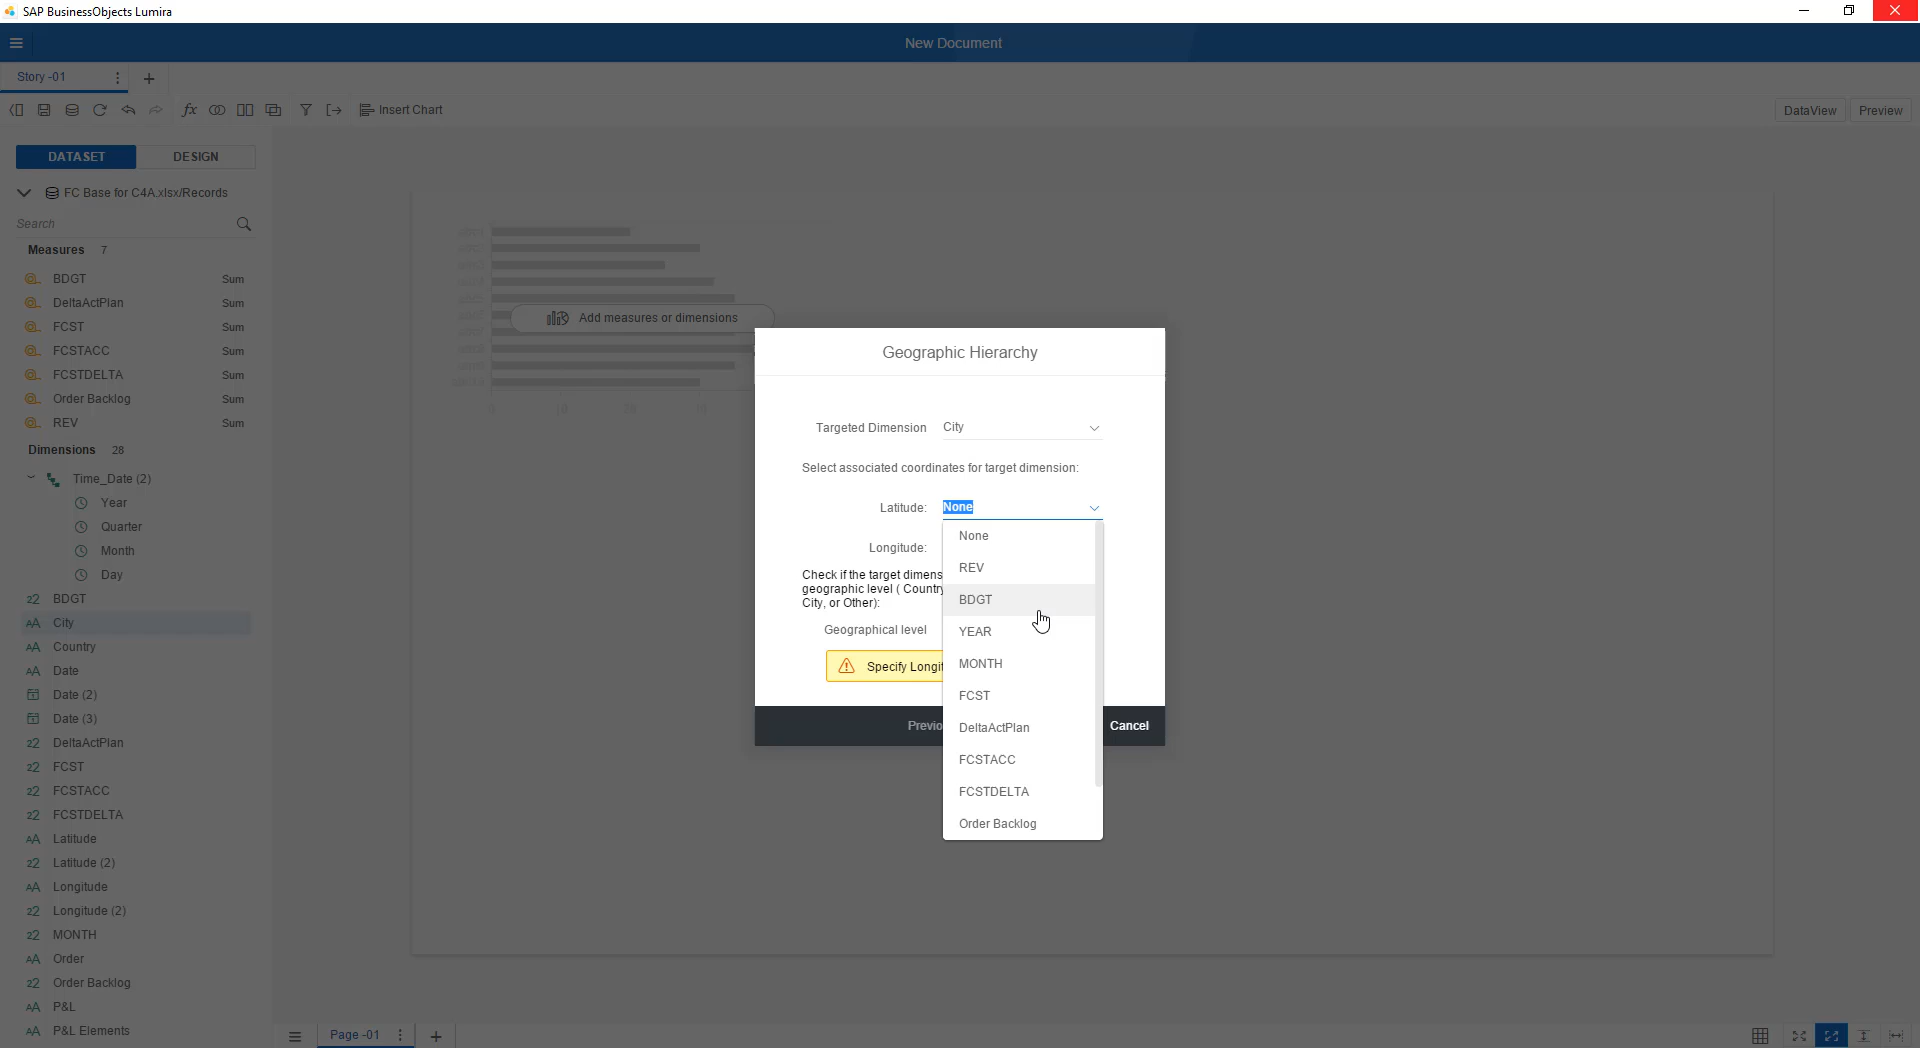 SAP BusinessObjects Lumira
New Document
Story -01
fx
Insert Chart
DataView
Preview
DATASET
DESIGN
FC Base for C4A.xlsx/Records
Search
Measures 7
BDGT Sum
DeltaActPlan Sum
FCST Sum
FCSTACC Sum
FCSTDELTA Sum
Order Backlog Sum
REV Sum
Dimensions 28
Time_Date (2)
Year
Quarter
Month
Day
BDGT
City
Country
Date
Date (2)
Date (3)
DeltaActPlan
FCST
FCSTACC
FCSTDELTA
Latitude
Latitude (2)
Longitude
Longitude (2)
MONTH
Order
Order Backlog
P&L
P&L Elements
Add measures or dimensions
Geographic Hierarchy
Targeted Dimension City
Select associated coordinates for target dimension:
Latitude: None
Longitude:
Check if the target dimens
geographic level ( Country
City, or Other):
Geographical level
Specify Longit
Previo
Cancel
None
REV
BDGT
YEAR
MONTH
FCST
DeltaActPlan
FCSTACC
FCSTDELTA
Order Backlog
Page -01